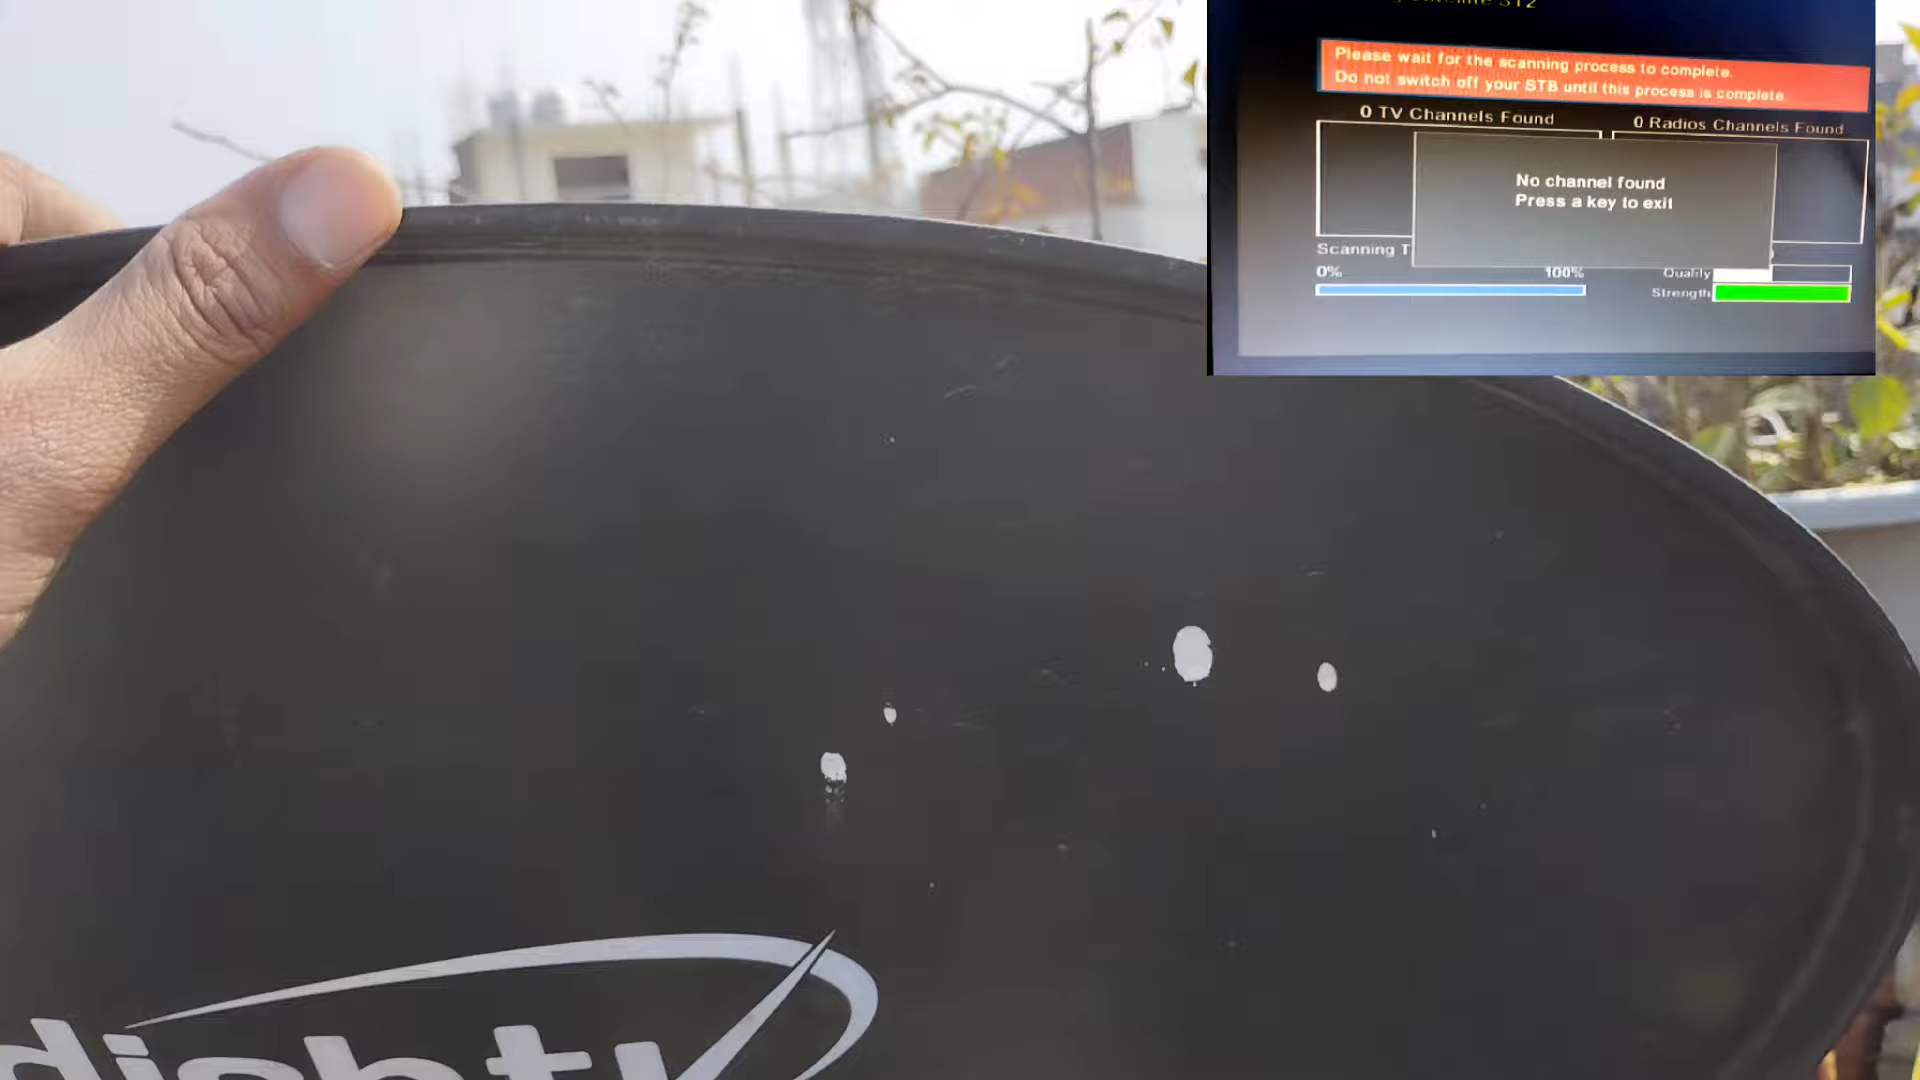 Please wait for the scanning process to complete.
Do not switch off your STB until this process is complete.
0 TV Channels Found
0 Radios Channels Found
No channel found
Press a key to exit
Scanning T
0%
100%
Quality
Strength
dishtv